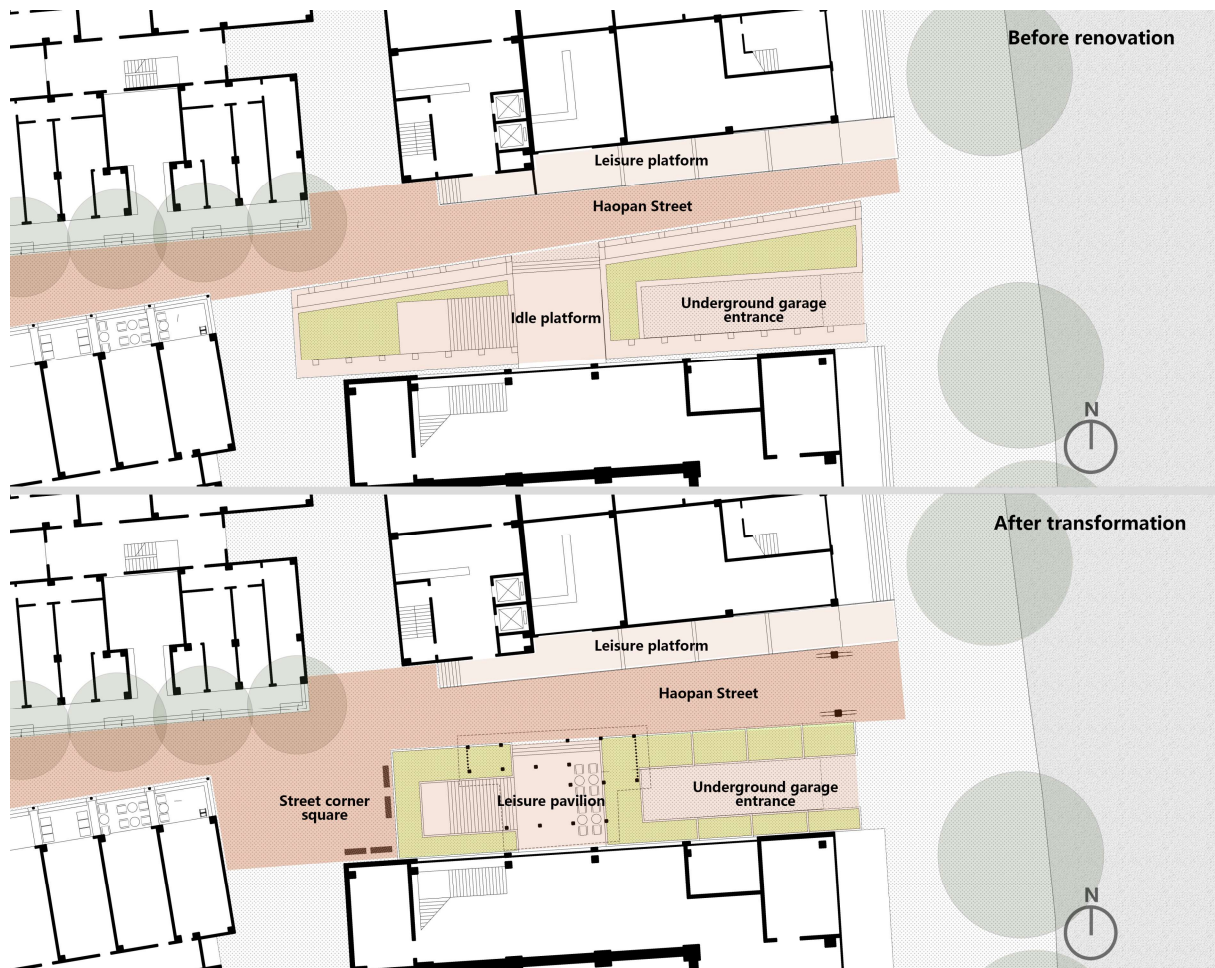 Before renovation
Leisure platform
Haopan Street
Underground garage
entrance
Idle platform
N
After transformation
Leisure platform
Haopan Street
Street corner
square
Leisure pavilion
Underground garage
entrance
N